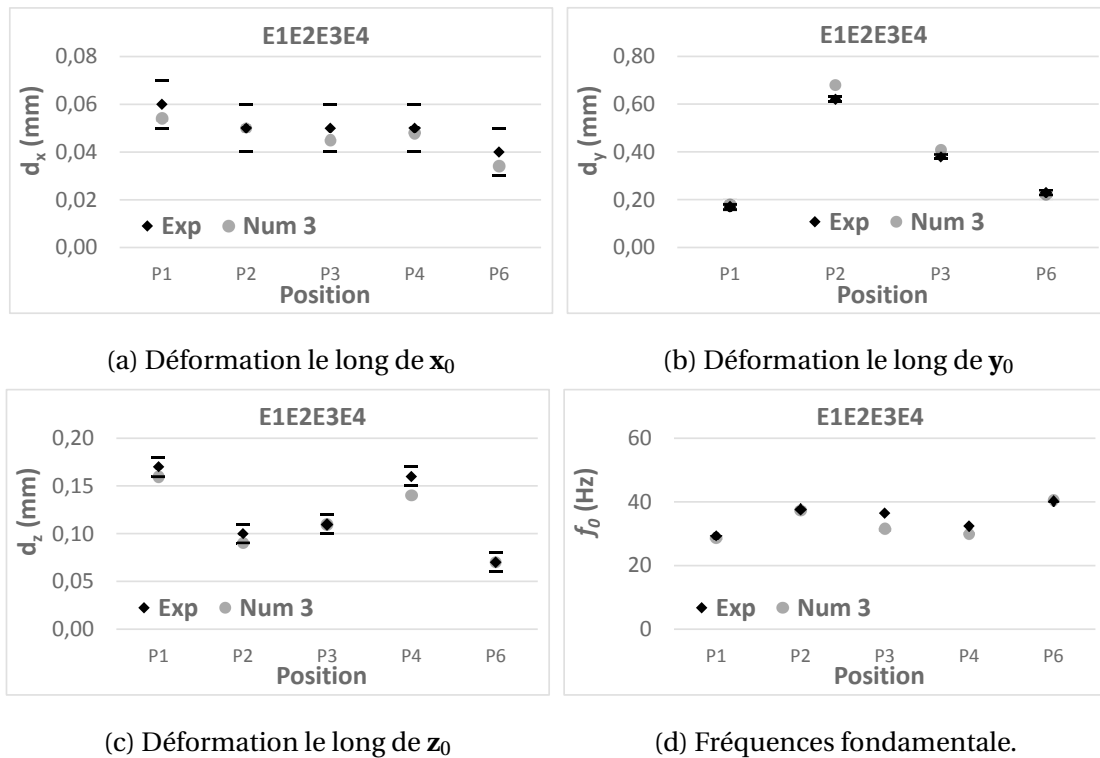 E1E2E3E4
0,08
0,06
0,04
0,02
0,00
dx (mm)
Exp Num 3
P1 P2 P3 P4 P6
Position
(a) Déformation le long de x0
E1E2E3E4
0,80
0,60
0,40
0,20
0,00
dy (mm)
Exp Num 3
P1 P2 P3 P6
Position
(b) Déformation le long de y0
E1E2E3E4
0,20
0,15
0,10
0,05
0,00
dz (mm)
Exp Num 3
P1 P2 P3 P4 P6
Position
(c) Déformation le long de z0
E1E2E3E4
60
40
20
0
f0 (Hz)
Exp Num 3
P1 P2 P3 P4 P6
Position
(d) Fréquences fondamentale.